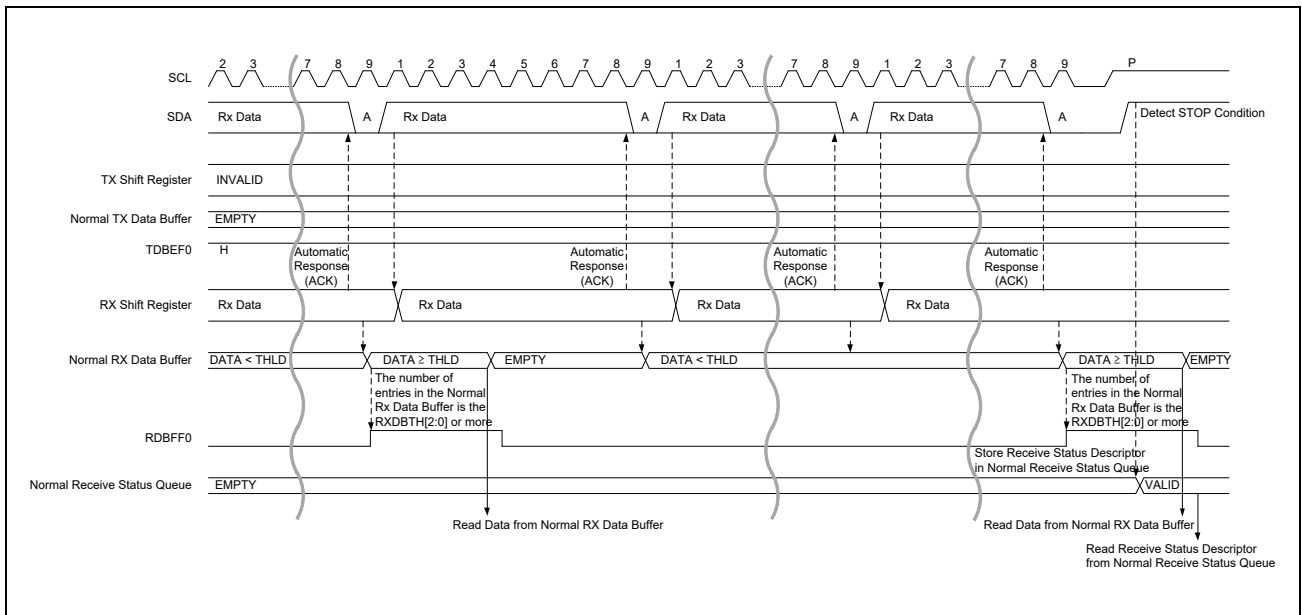 2 3 7 8 9 1 2 3 4 5 6 7 8 9 1 2 3 7 8 9 1 2 3 7 8 9 P
SCL
SDA Rx Data A Rx Data A Rx Data A Rx Data A Detect STOP Condition
TX Shift Register INVALID
Normal TX Data Buffer EMPTY
TDBEF0 H
Automatic
Response
(ACK)
Automatic
Response
(ACK)
Automatic
Response
(ACK)
Automatic
Response
(ACK)
RX Shift Register Rx Data Rx Data Rx Data Rx Data
Normal RX Data Buffer DATA < THLD DATA ≥ THLD EMPTY DATA < THLD DATA ≥ THLD EMPTY
The number of
entries in the Normal
Rx Data Buffer is the
RXDBTH[2:0] or more
The number of
entries in the Normal
Rx Data Buffer is the
RXDBTH[2:0] or more
RDBFF0
Store Receive Status Descriptor
in Normal Receive Status Queue
Normal Receive Status Queue EMPTY VALID
Read Data from Normal RX Data Buffer
Read Data from Normal RX Data Buffer
Read Receive Status Descriptor
from Normal Receive Status Queue